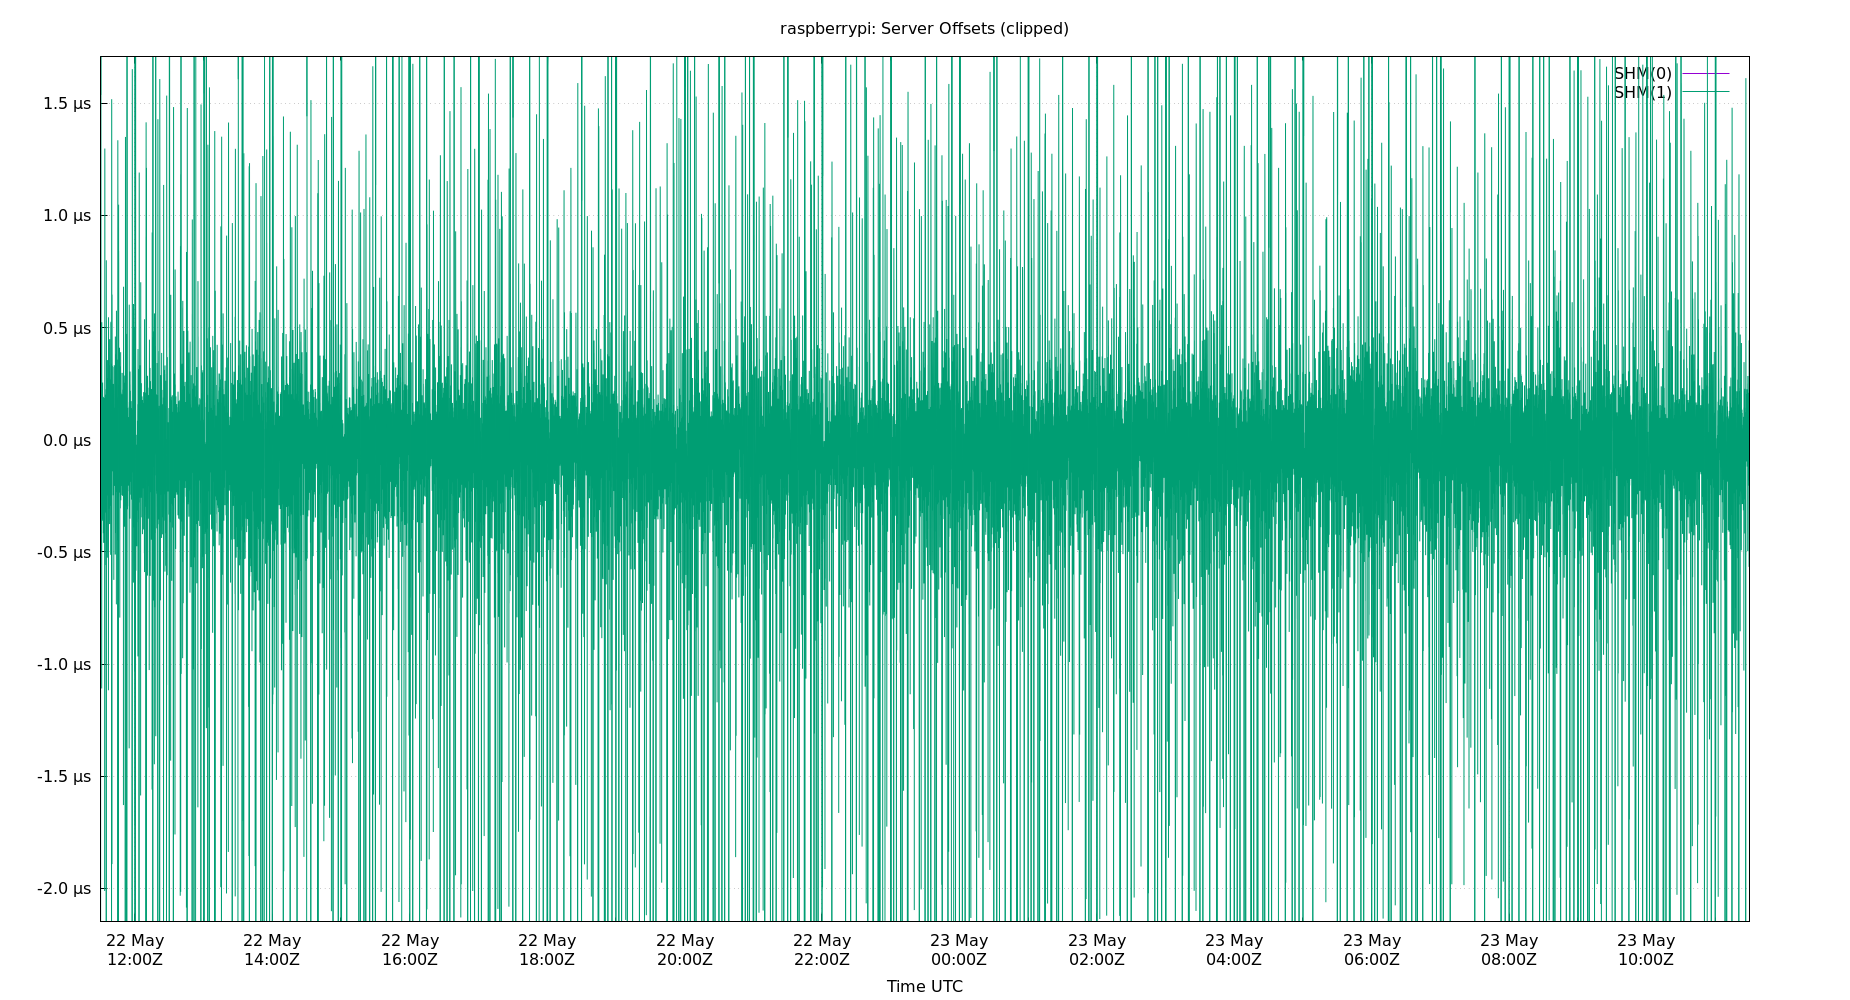 raspberrypi: Server Offsets (clipped)
SHM(0)
SHM(1)
1.5 µs
1.0 µs
0.5 µs
0.0 µs
-0.5 µs
-1.0 µs
-1.5 µs
-2.0 µs
22 May 22 May 22 May 22 May 22 May 22 May 23 May 23 May 23 May 23 May 23 May 23 May
12:00Z 14:00Z 16:00Z 18:00Z 20:00Z 22:00Z 00:00Z 02:00Z 04:00Z 06:00Z 08:00Z 10:00Z
Time UTC